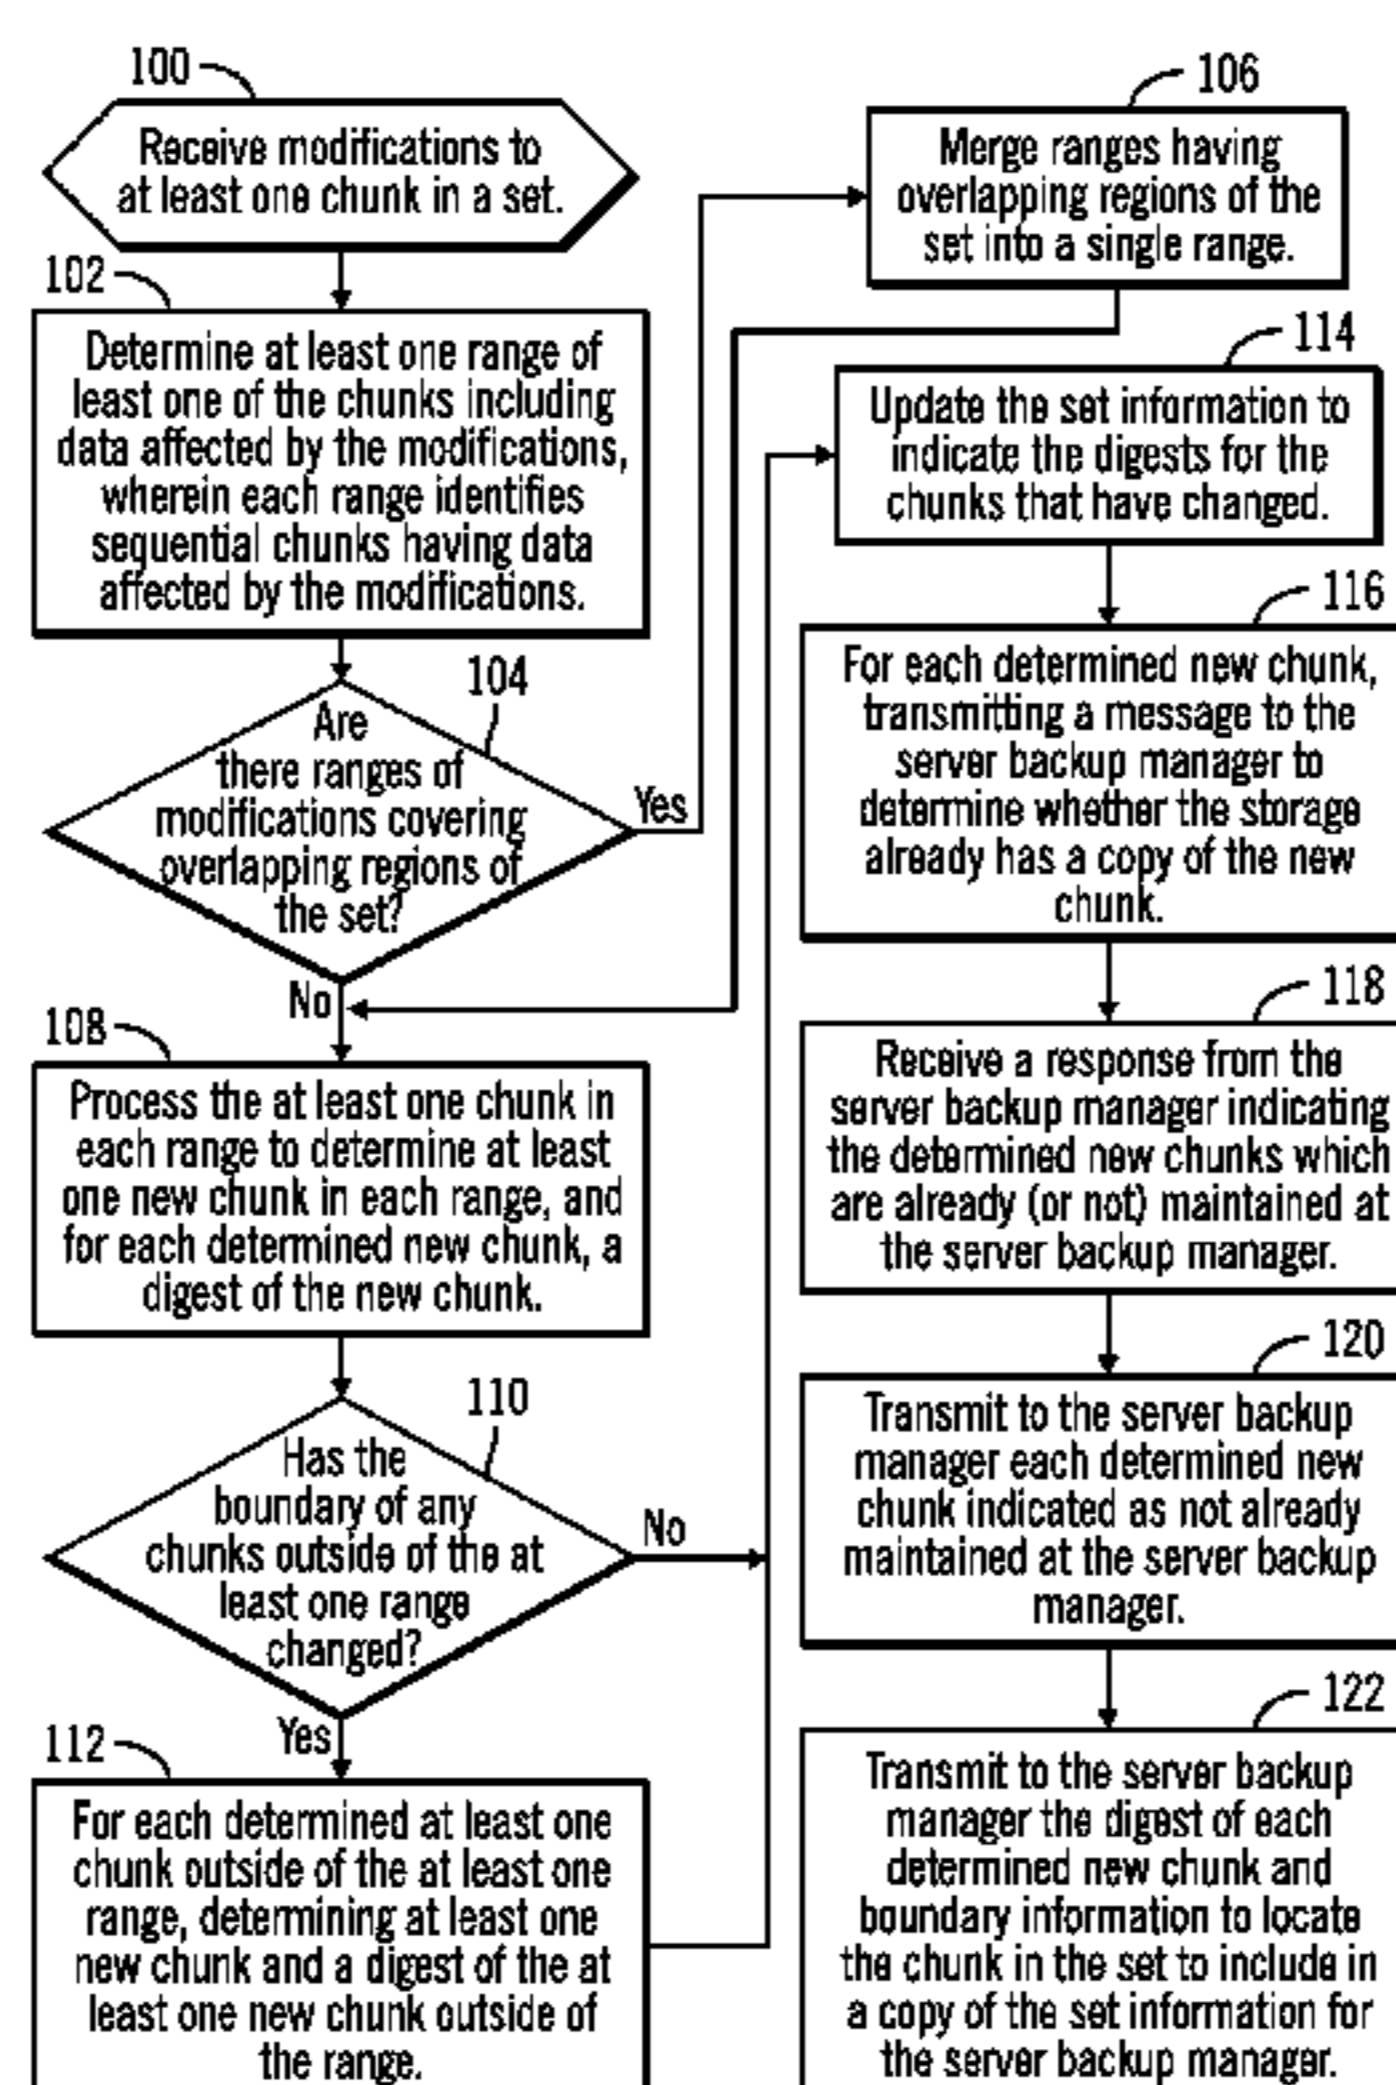 100
Receive modifications to
at least one chunk in a set.
102
Determine at least one range of
least one of the chunks including
data affected by the modifications,
wherein each range identifies
sequential chunks having data
affected by the modifications.
104
Are
there ranges of
modifications covering
overlapping regions of
the set?
Yes
No
106
Merge ranges having
overlapping regions of the
set into a single range.
108
Process the at least one chunk in
each range to determine at least
one new chunk in each range, and
for each determined new chunk, a
digest of the new chunk.
110
Has the
boundary of any
chunks outside of the at
least one range
changed?
No
Yes
112
For each determined at least one
chunk outside of the at least one
range, determining at least one
new chunk and a digest of the at
least one new chunk outside of
the range.
114
Update the set information to
indicate the digests for the
chunks that have changed.
116
For each determined new chunk,
transmitting a message to the
server backup manager to
determine whether the storage
already has a copy of the new
chunk.
118
Receive a response from the
server backup manager indicating
the determined new chunks which
are already (or not) maintained at
the server backup manager.
120
Transmit to the server backup
manager each determined new
chunk indicated as not already
maintained at the server backup
manager.
122
Transmit to the server backup
manager the digest of each
determined new chunk and
boundary information to locate
the chunk in the set to include in
a copy of the set information for
the server backup manager.